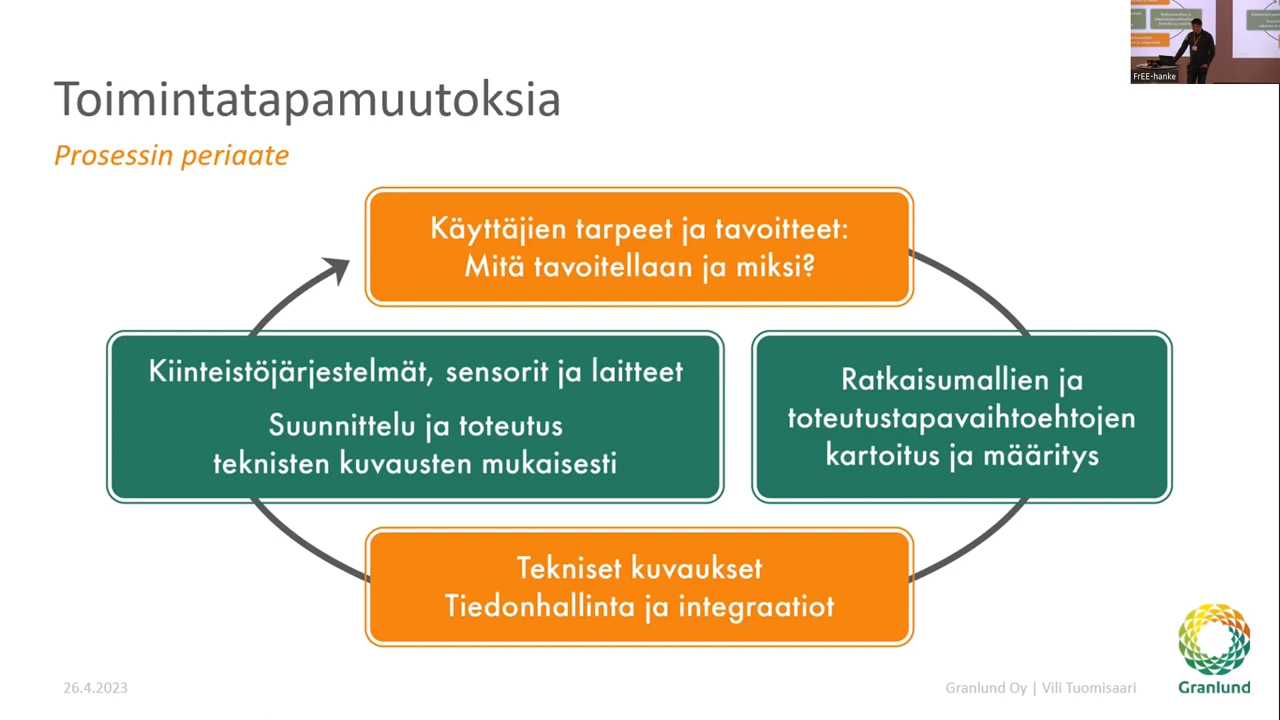 Toimintatapamuutoksia
Prosessin periaate
Käyttäjien tarpeet ja tavoitteet:
Mitä tavoitellaan ja miksi?
Kiinteistöjärjestelmät, sensorit ja laitteet
Suunnittelu ja toteutus
teknisten kuvausten mukaisesti
Ratkaisumallien ja
toteutustapavaihtoehtojen
kartoitus ja määritys
Tekniset kuvaukset
Tiedonhallinta ja integraatiot
26.4.2023
Granlund Oy | Vili Tuomisaari
Granlund
FrEE-hanke